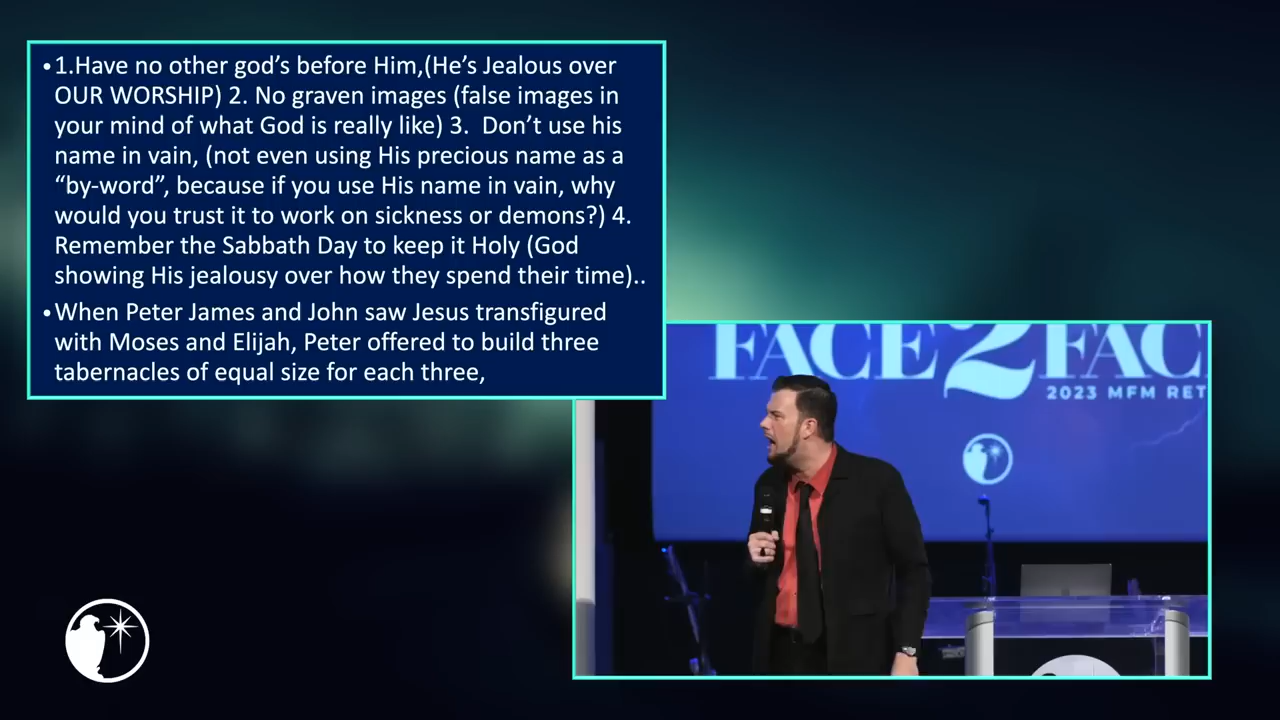 •1.Have no other god’s before Him,(He’s Jealous over
OUR WORSHIP) 2. No graven images (false images in
your mind of what God is really like) 3.  Don’t use his
name in vain, (not even using His precious name as a
“by-word”, because if you use His name in vain, why
would you trust it to work on sickness or demons?) 4.
Remember the Sabbath Day to keep it Holy (God
showing His jealousy over how they spend their time)..
•When Peter James and John saw Jesus transfigured
with Moses and Elijah, Peter offered to build three
tabernacles of equal size for each three,
FACE 2 FAC
2023 MFM RET